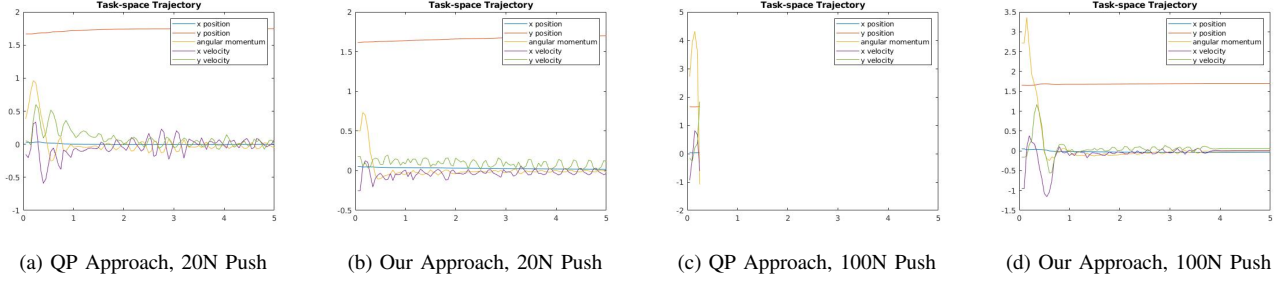 Task-space Trajectory
2
1.5
1
0.5
0
-0.5
-1
0
1
2
3
4
5
x position
y position
angular momentum
x velocity
y velocity
(a) QP Approach, 20N Push
Task-space Trajectory
2
1.5
1
0.5
0
-0.5
0
1
2
3
4
5
x position
y position
angular momentum
x velocity
y velocity
(b) Our Approach, 20N Push
Task-space Trajectory
5
4
3
2
1
0
-1
-2
0
1
2
3
4
5
x position
y position
angular momentum
x velocity
y velocity
(c) QP Approach, 100N Push
Task-space Trajectory
3.5
3
2.5
2
1.5
1
0.5
0
-0.5
-1
-1.5
0
1
2
3
4
5
x position
y position
angular momentum
x velocity
y velocity
(d) Our Approach, 100N Push